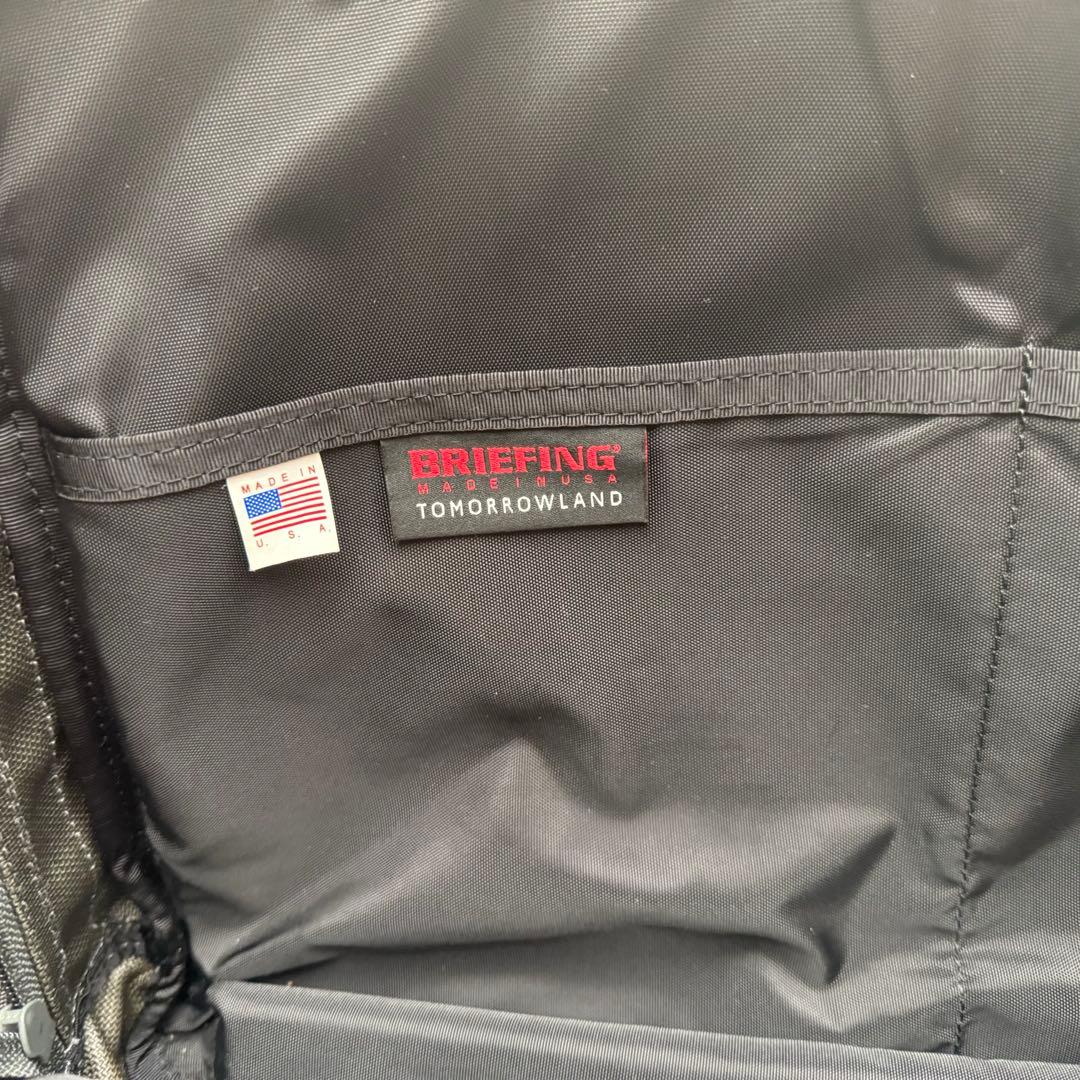 MADE IN
U. S. A.
BRIEFING®
MADE IN USA
TOMORROWLAND